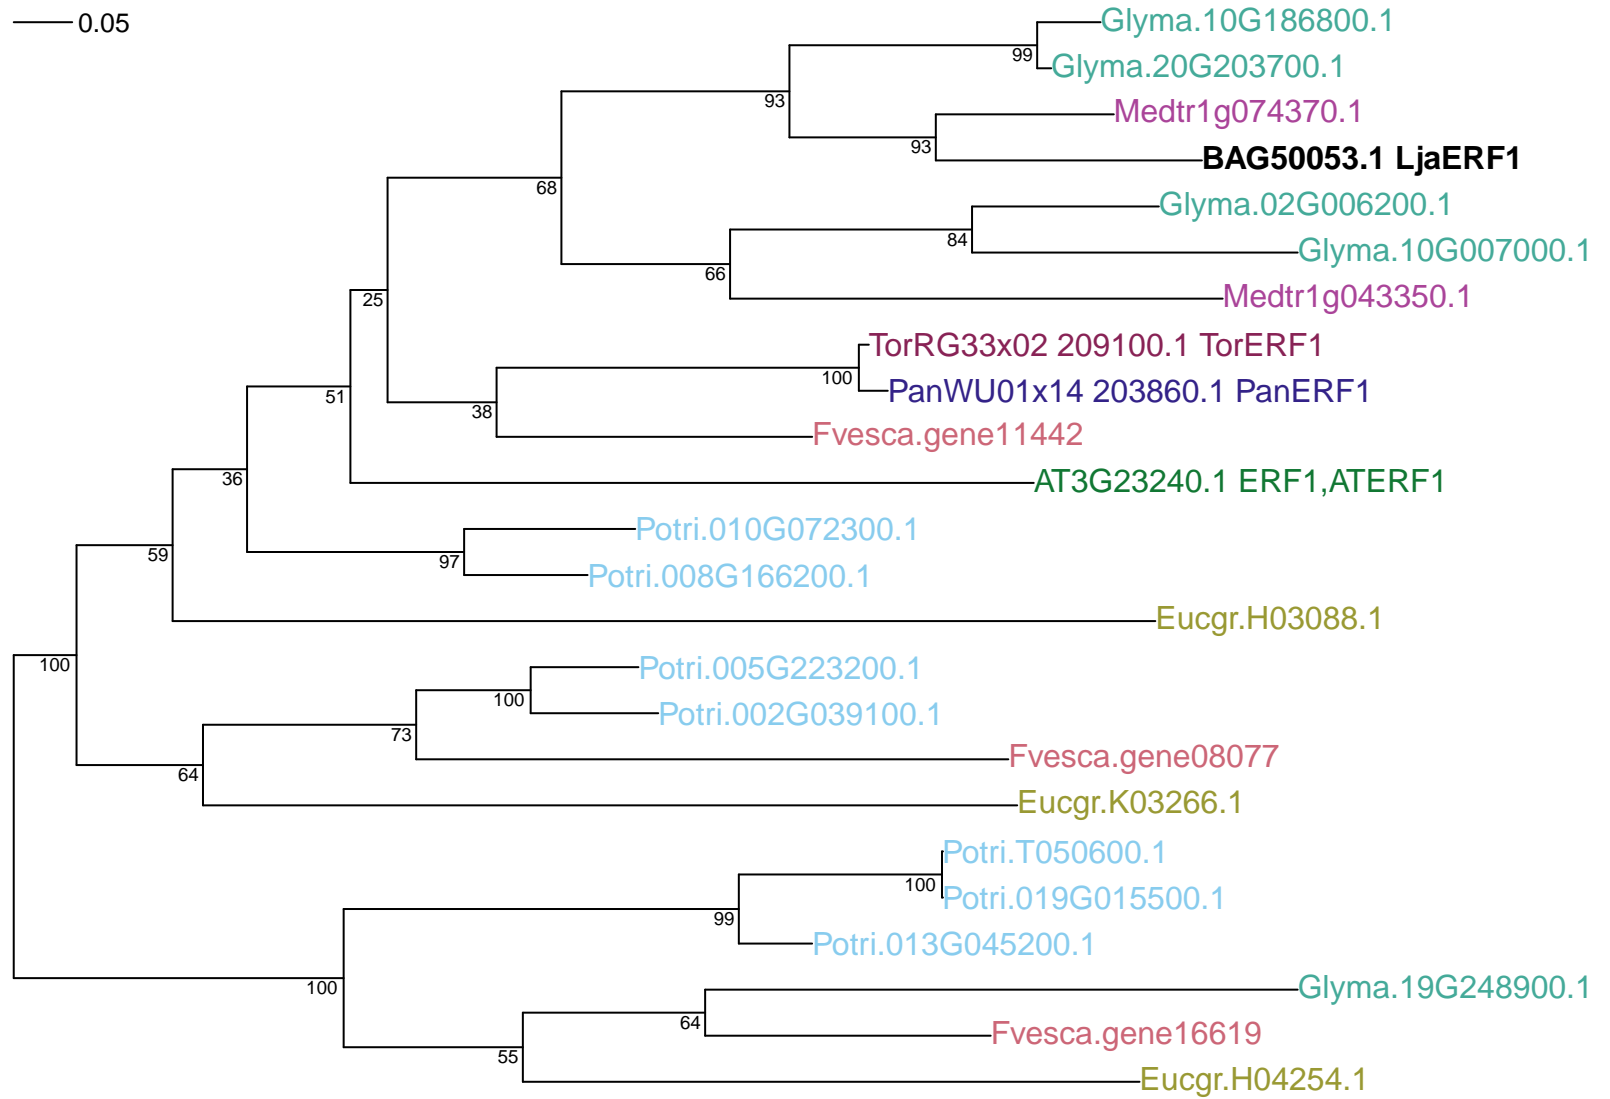 0.05
Glyma.10G186800.1
99
Glyma.20G203700.1
93
Medtr1g074370.1
93
BAG50053.1 LjaERF1
68
Glyma.02G006200.1
84
Glyma.10G007000.1
66
Medtr1g043350.1
25
TorRG33x02 209100.1 TorERF1
100
PanWU01x14 203860.1 PanERF1
38
Fvesca.gene11442
51
AT3G23240.1 ERF1,ATERF1
36
Potri.010G072300.1
97
Potri.008G166200.1
59
Eucgr.H03088.1
100
Potri.005G223200.1
100
Potri.002G039100.1
73
Fvesca.gene08077
64
Eucgr.K03266.1
Potri.T050600.1
100
Potri.019G015500.1
99
Potri.013G045200.1
100
Glyma.19G248900.1
64
Fvesca.gene16619
55
Eucgr.H04254.1